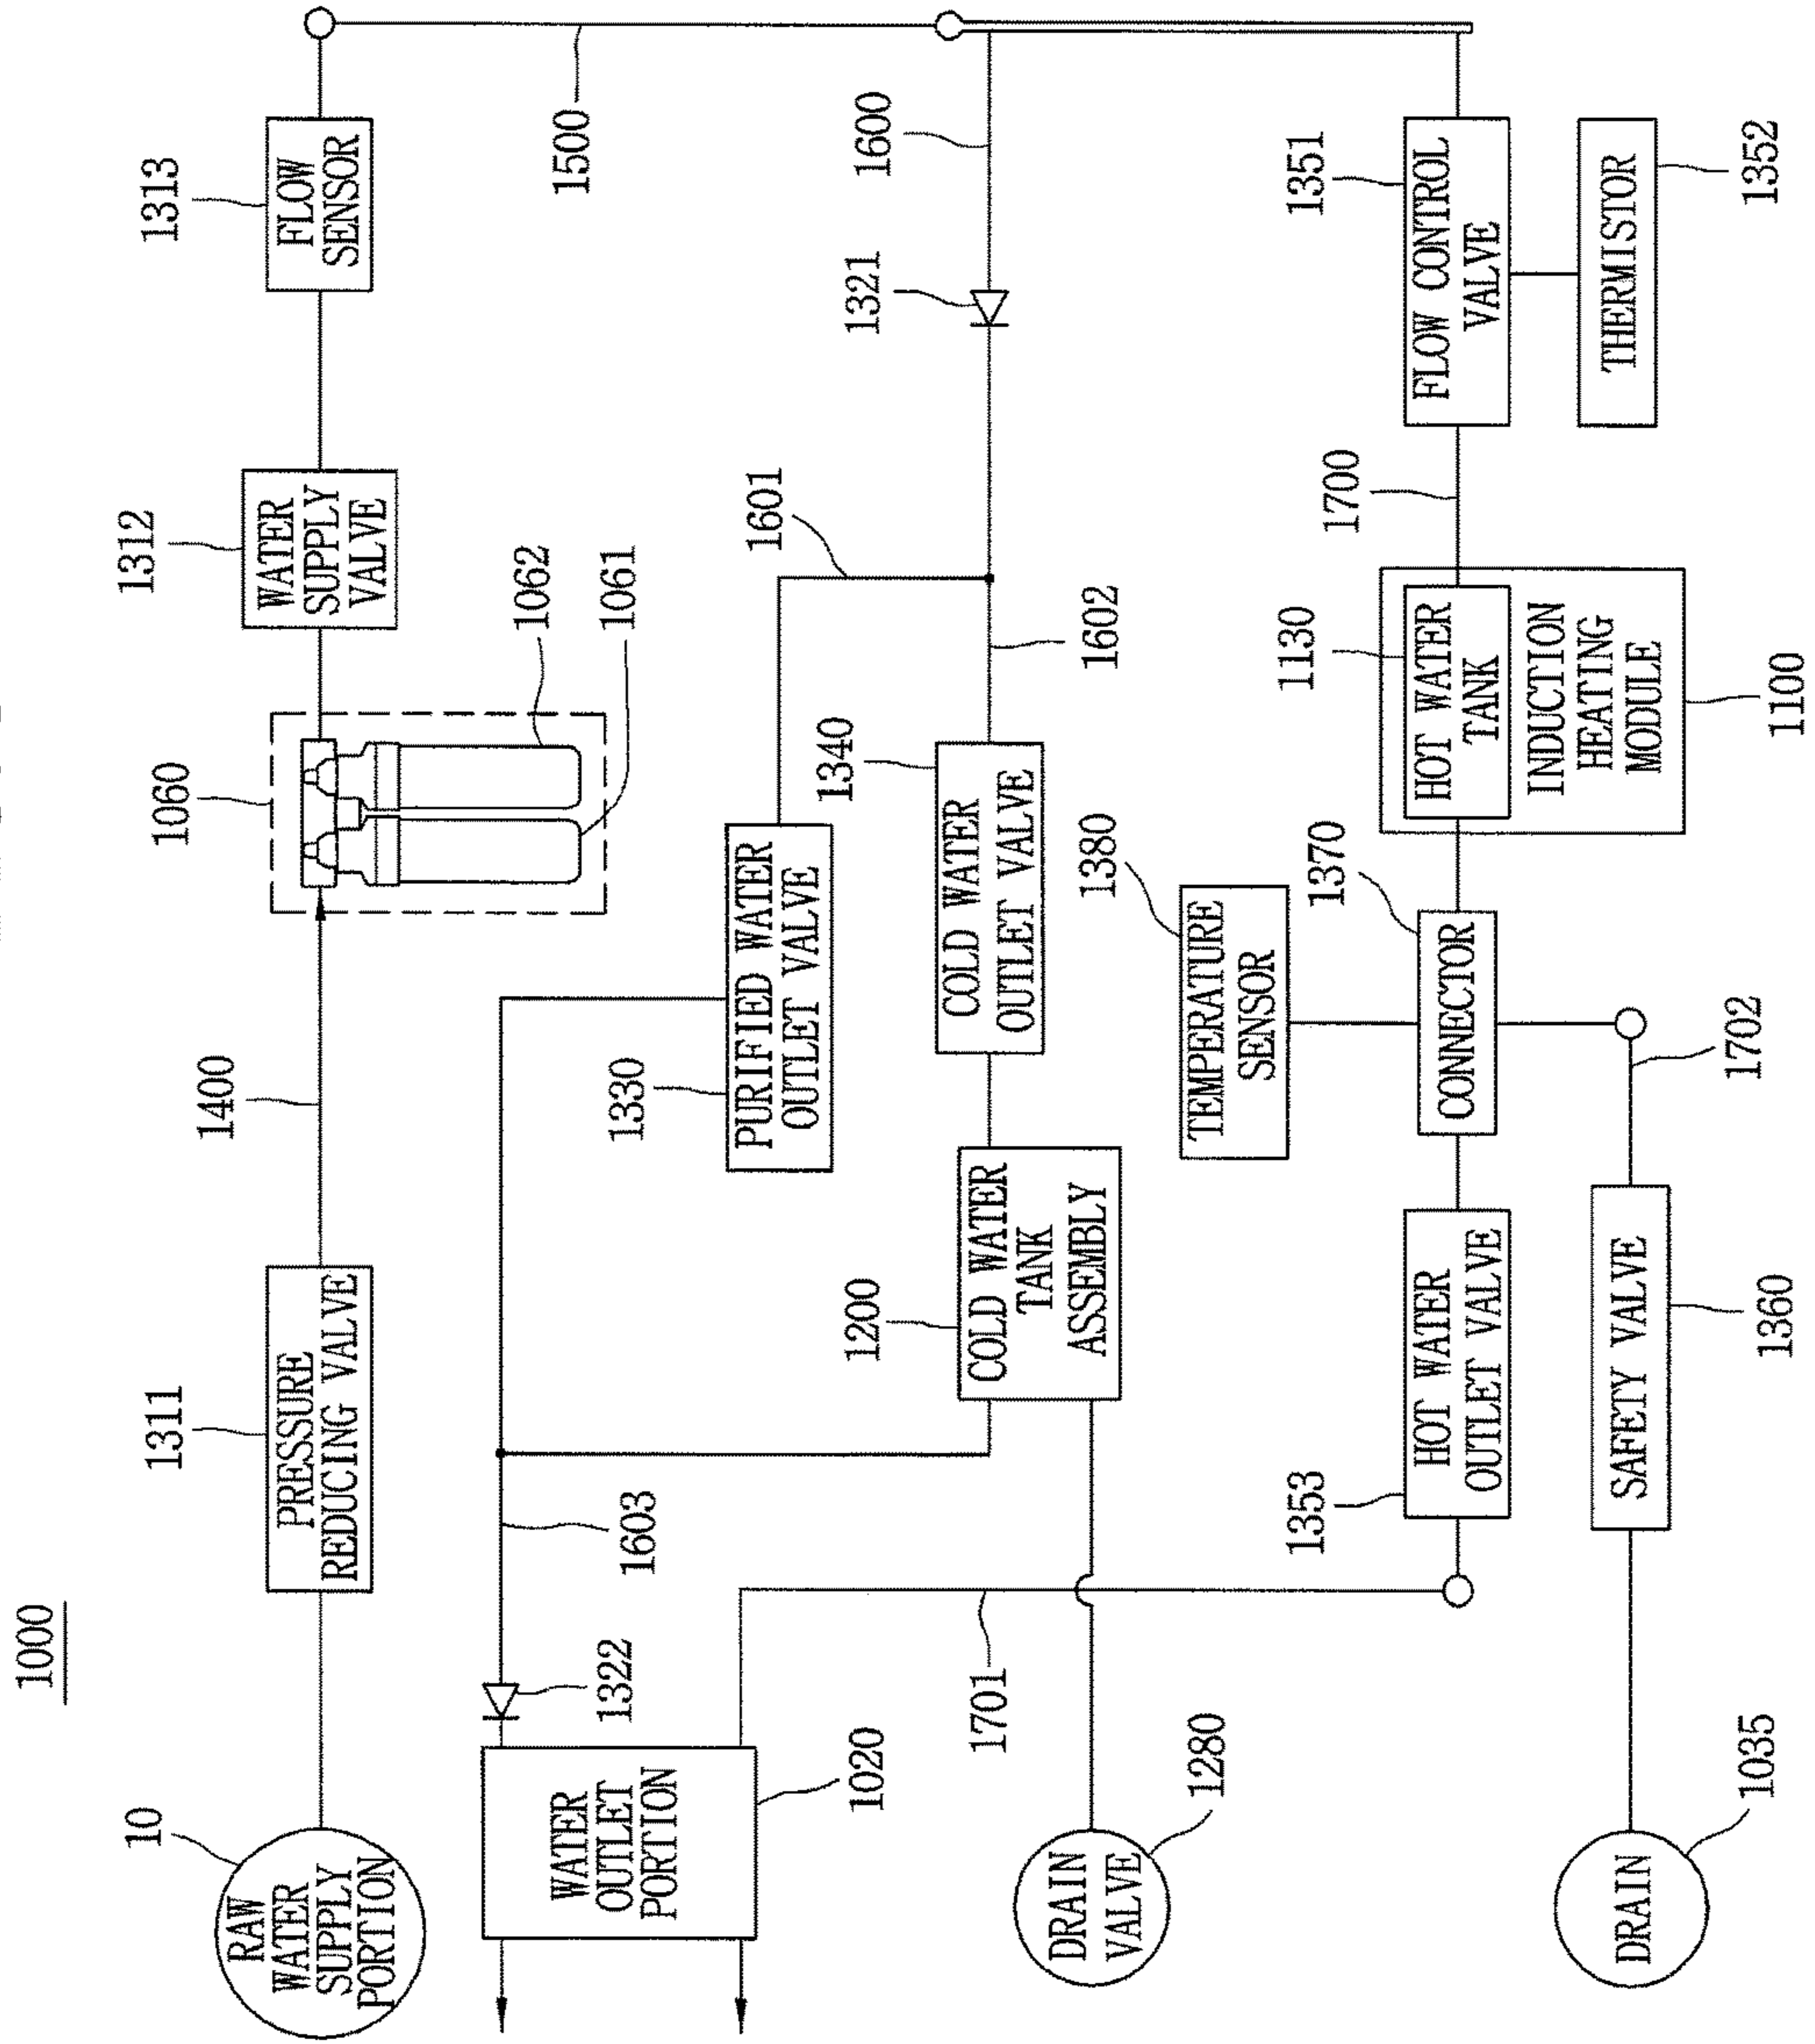 1000
10
RAW
WATER
SUPPLY
PORTION
1311
PRESSURE
REDUCING VALVE
1400
1060
1062
1061
1312
WATER
SUPPLY
VALVE
1313
FLOW
SENSOR
1500
WATER
OUTLET
PORTION
1020
1322
1603
1330
PURIFIED WATER
OUTLET VALVE
1601
1321
1600
1602
1340
COLD WATER
OUTLET VALVE
1200
COLD WATER
TANK
ASSEMBLY
DRAIN
VALVE
1280
1701
1353
HOT WATER
OUTLET VALVE
1380
TEMPERATURE
SENSOR
1370
CONNECTOR
1130
HOT WATER
TANK
INDUCTION
HEATING
MODULE
1100
1700
1351
FLOW CONTROL
VALVE
THERMISTOR
1352
1702
SAFETY VALVE
1360
DRAIN
1035